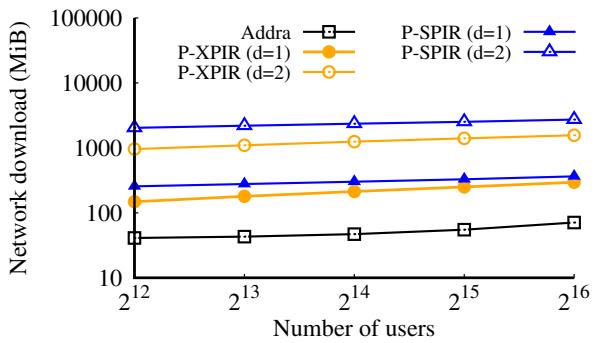 100000
10000
1000
100
10
Network download (MiB)
Addra
P-XPIR (d=1)
P-XPIR (d=2)
P-SPIR (d=1)
P-SPIR (d=2)
2^12 2^13 2^14 2^15 2^16
Number of users